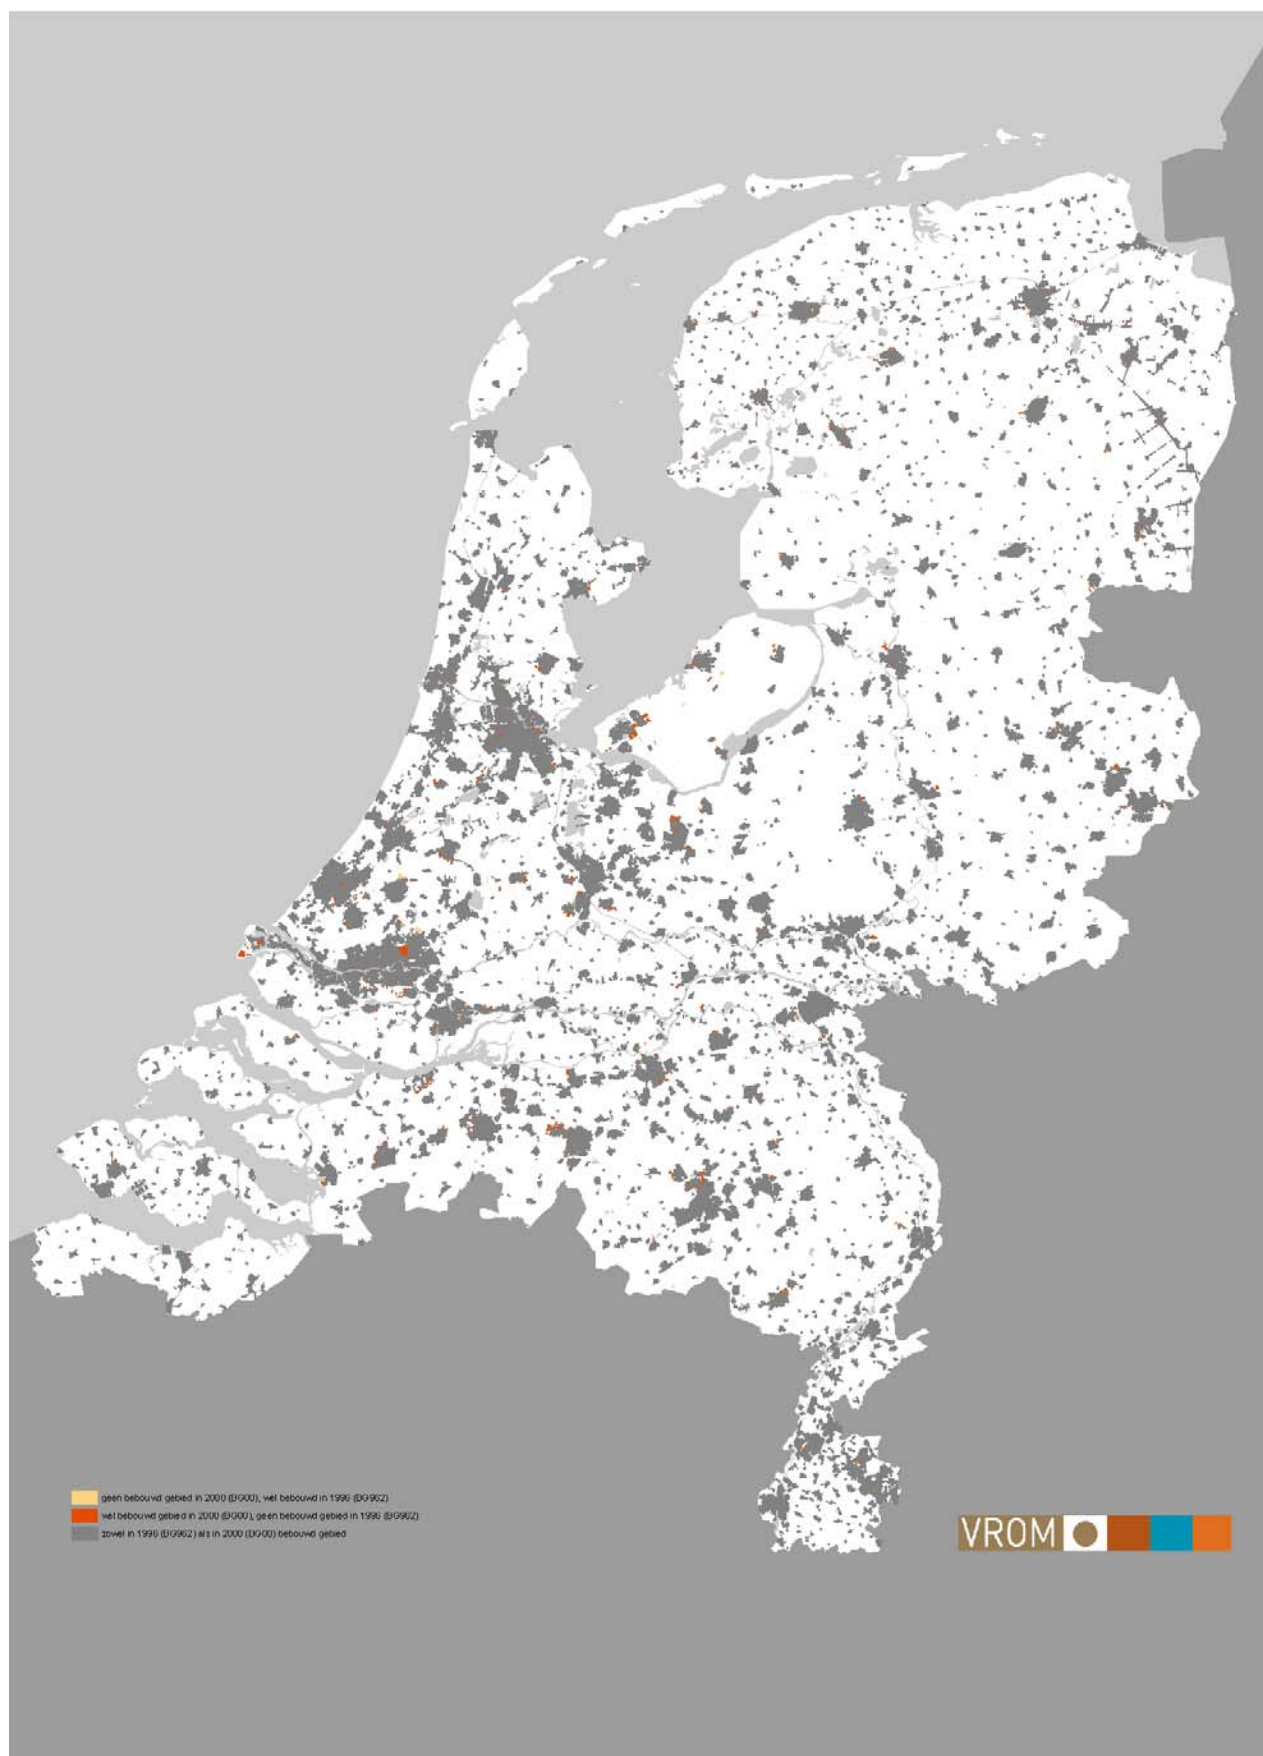 geen bebouwd gebied in 2000 (BG00), wel bebouwd in 1996 (BG962)
wel bebouwd gebied in 2000 (BG00), geen bebouwd gebied in 1996 (BG962)
zowel in 1996 (BG962) als in 2000 (BG00) bebouwd gebied
VROM